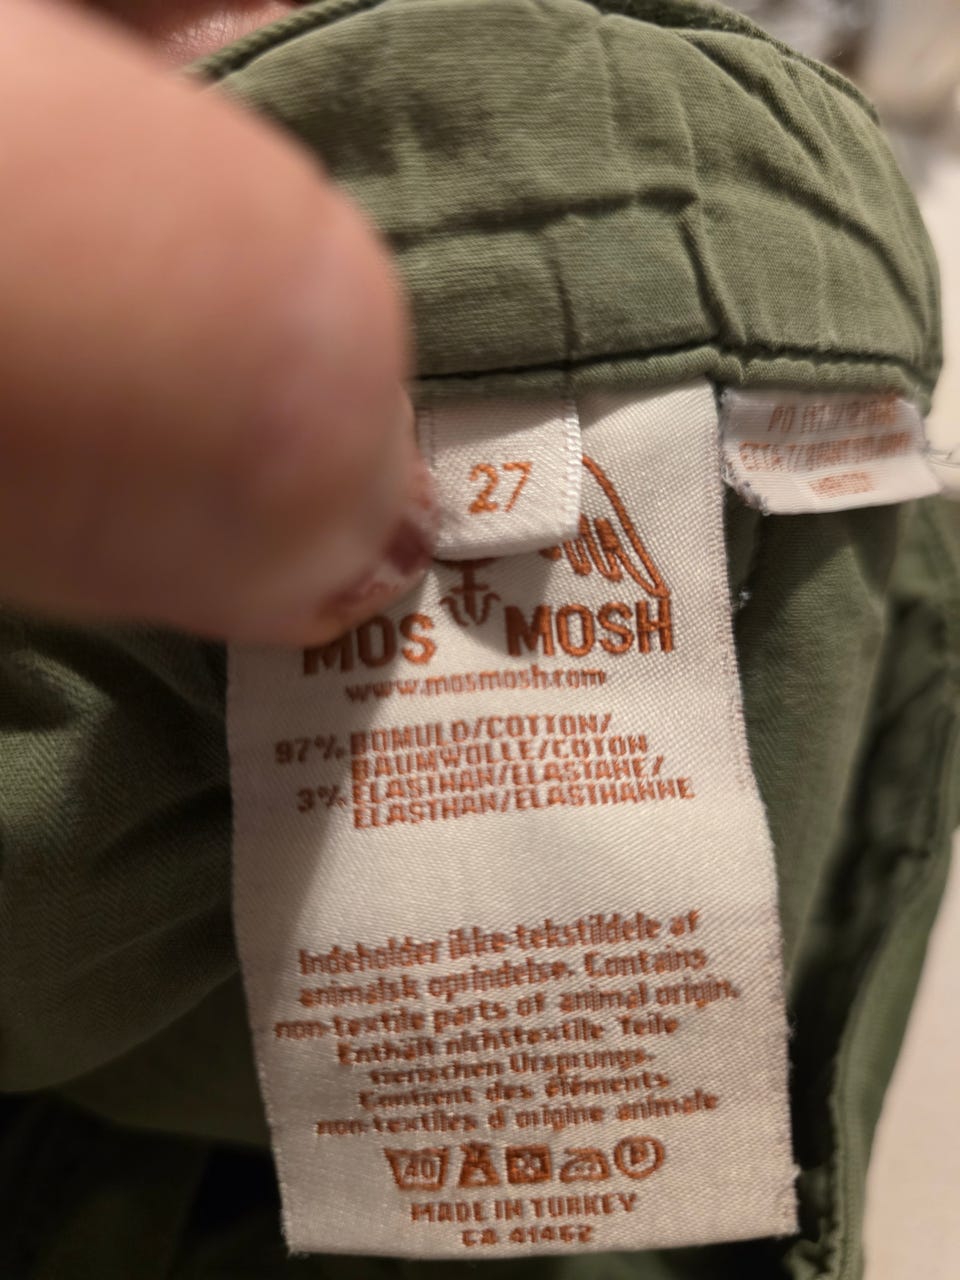 27
MOS MOSH
www.mosmosh.com
97% BOMULD/COTTON/
BAUMWOLLE/COTON
3% ELASTHAN/ELASTANE/
ELASTHAN/ELASTHANNE
Indeholder ikke-tekstildele af
animalsk oprindelse. Contains
non-textile parts of animal origin.
Enthält nichttextile Teile
tierischen Ursprungs.
Contient des éléments
non-textiles d'origine animale
40 P
MADE IN TURKEY
CA 41462